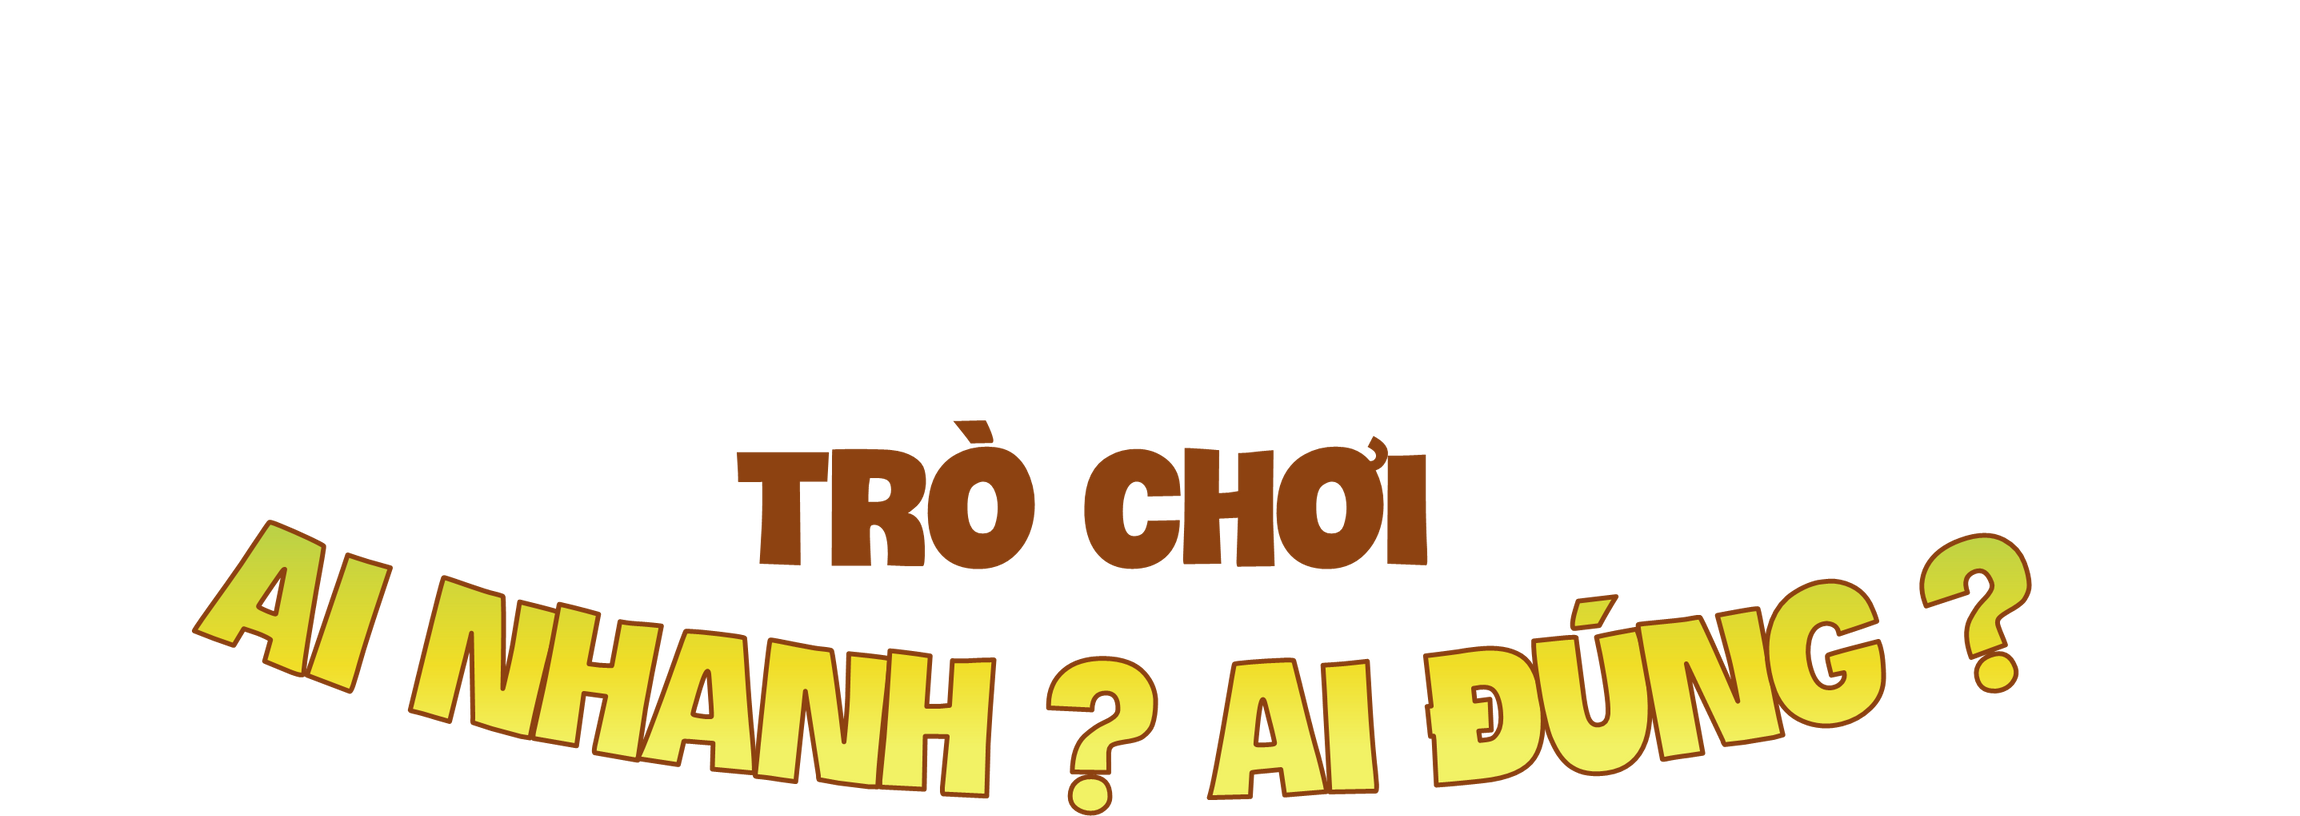 TRÒ CHƠI
AI NHANH ? AI ĐÚNG ?